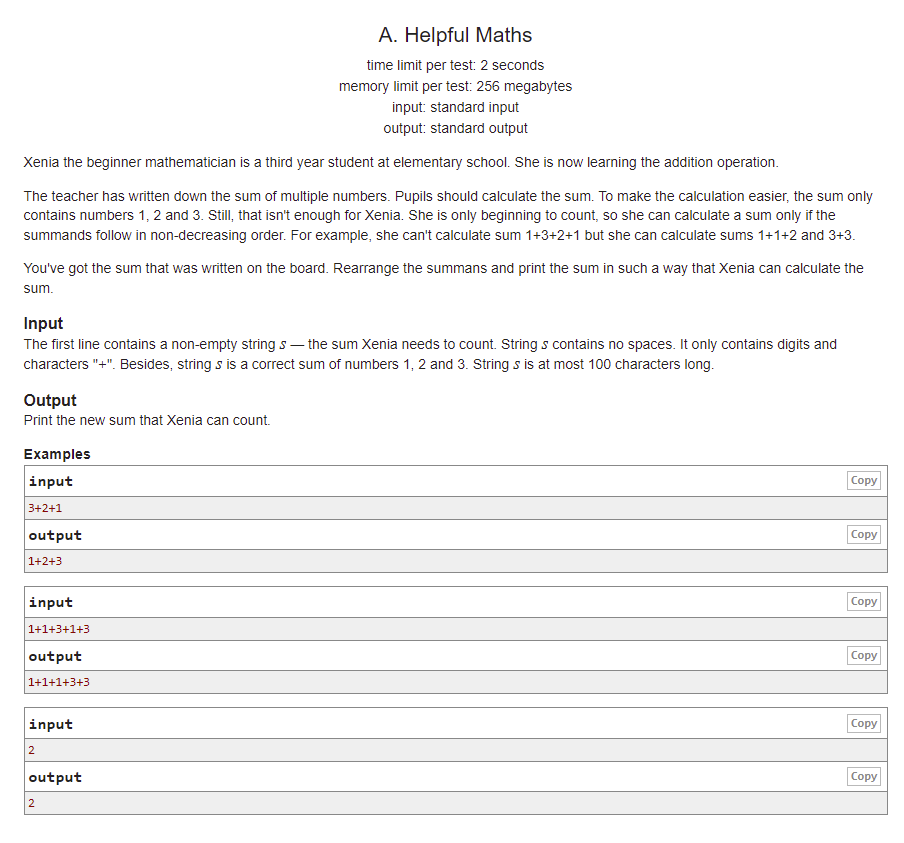 A. Helpful Maths
time limit per test: 2 seconds
memory limit per test: 256 megabytes
input: standard input
output: standard output
Xenia the beginner mathematician is a third year student at elementary school. She is now learning the addition operation.
The teacher has written down the sum of multiple numbers. Pupils should calculate the sum. To make the calculation easier, the sum only
contains numbers 1, 2 and 3. Still, that isn't enough for Xenia. She is only beginning to count, so she can calculate a sum only if the
summands follow in non-decreasing order. For example, she can't calculate sum 1+3+2+1 but she can calculate sums 1+1+2 and 3+3.
You've got the sum that was written on the board. Rearrange the summans and print the sum in such a way that Xenia can calculate the
sum.
Input
The first line contains a non-empty string s — the sum Xenia needs to count. String s contains no spaces. It only contains digits and
characters "+". Besides, string s is a correct sum of numbers 1, 2 and 3. String s is at most 100 characters long.
Output
Print the new sum that Xenia can count.
Examples
input Copy
3+2+1
output Copy
1+2+3
input Copy
1+1+3+1+3
output Copy
1+1+1+3+3
input Copy
2
output Copy
2